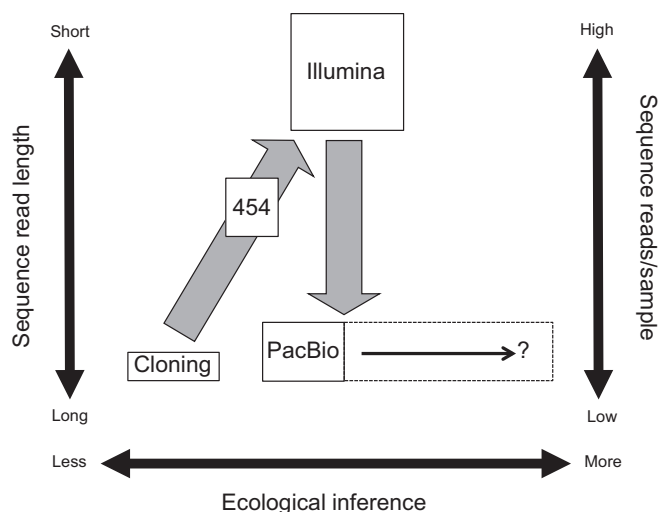 Short
High
Illumina
Sequence read length
Sequence reads/sample
454
Cloning
PacBio
?
Long
Low
Less
More
Ecological inference